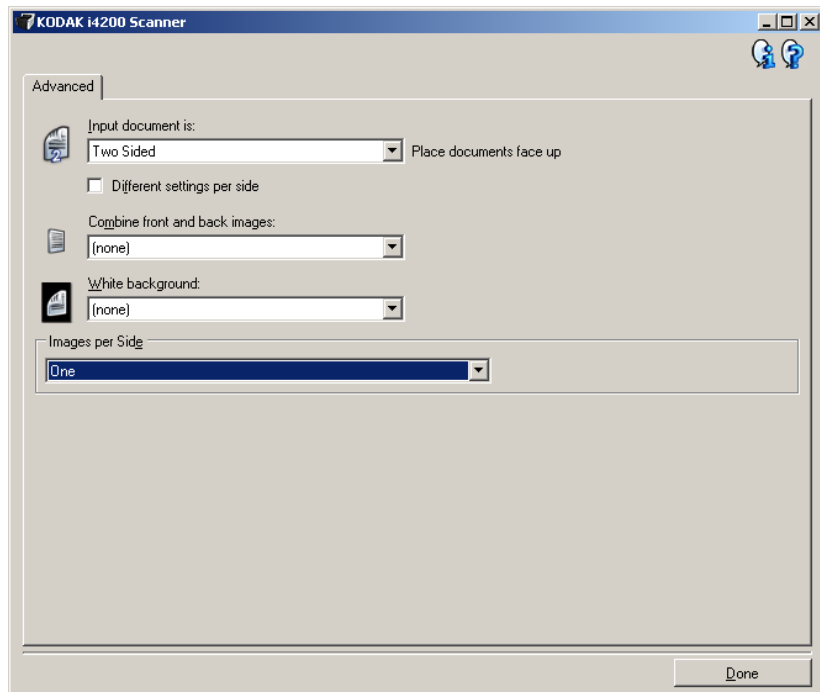 KODAK i4200 Scanner
Advanced
Input document is:
Two Sided
Place documents face up
Different settings per side
Combine front and back images:
(none)
White background:
(none)
Images per Side
One
Done